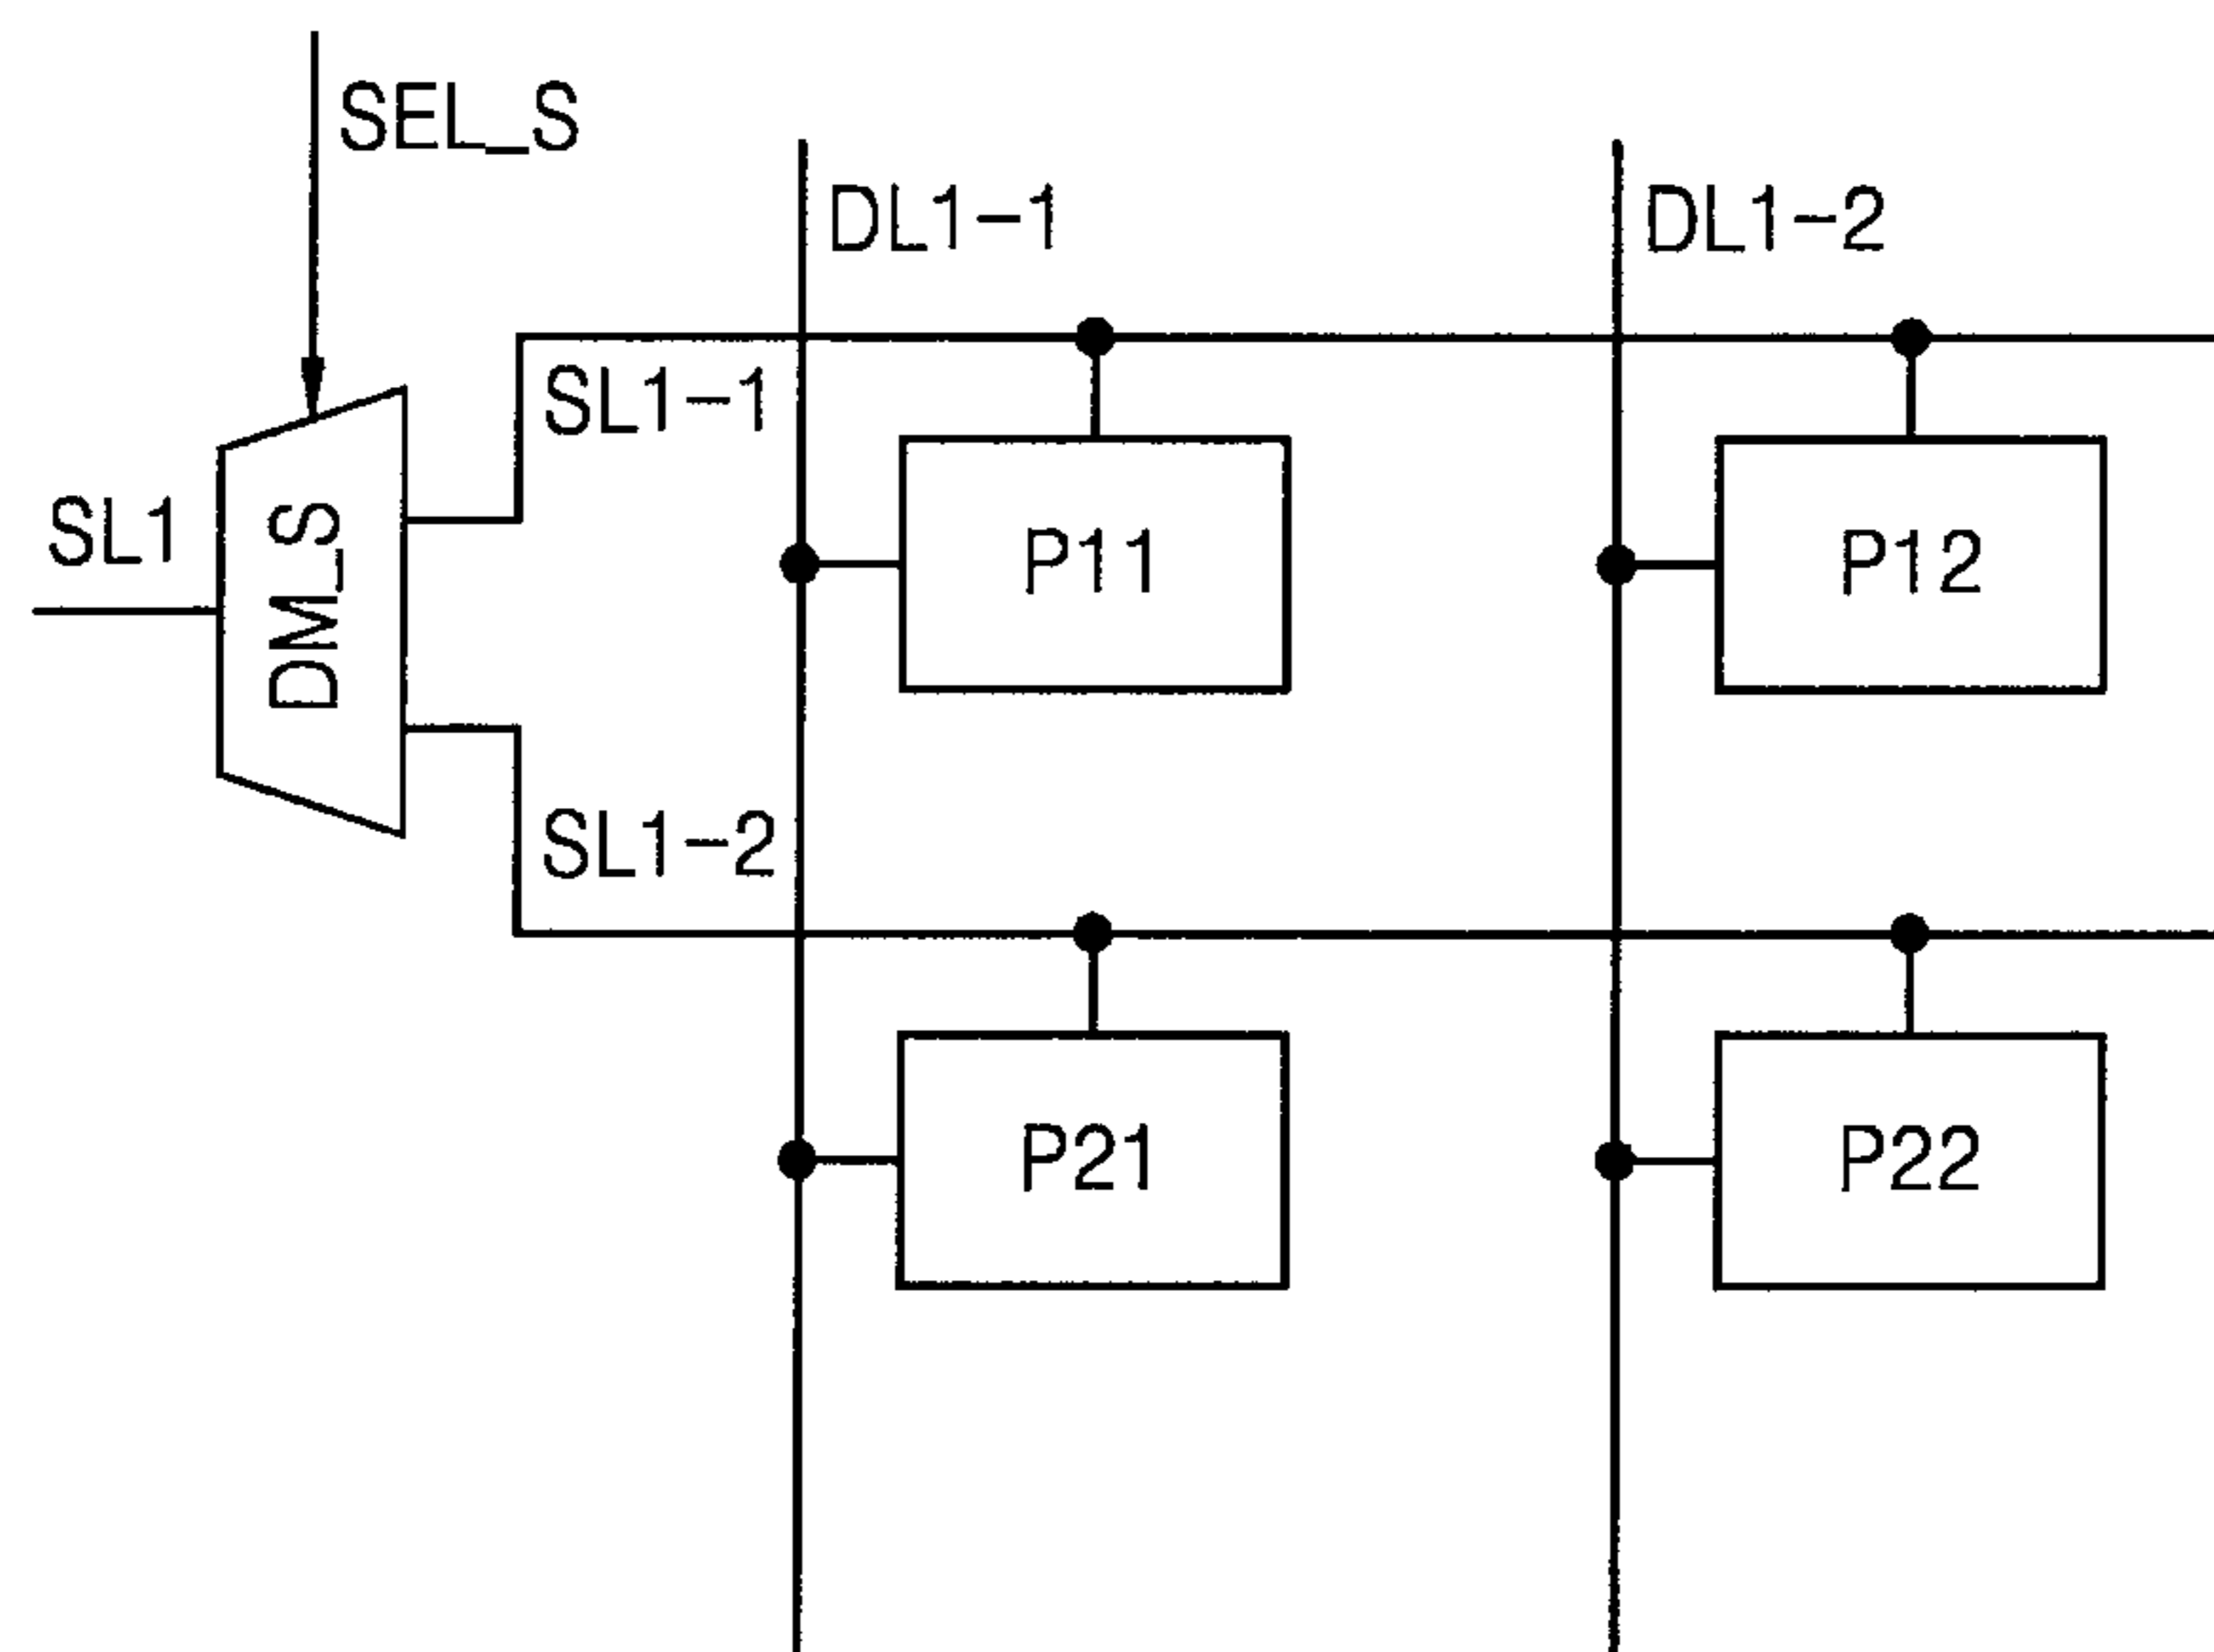 SEL_S
DL1-1
DL1-2
SL1-1
SL1
DM_S
P11
P12
SL1-2
P21
P22